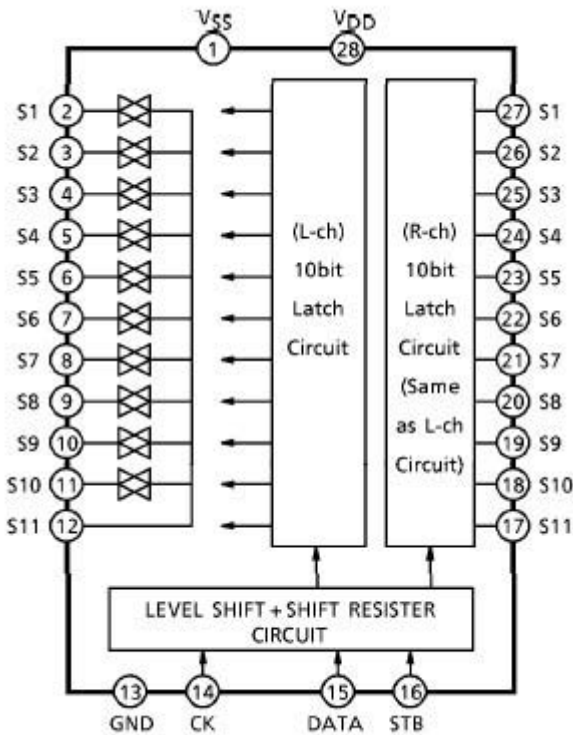 VSS VDD
1 28
S1 2 27 S1
S2 3 26 S2
S3 4 25 S3
S4 5 24 S4
S5 6 23 S5
S6 7 22 S6
S7 8 21 S7
S8 9 20 S8
S9 10 19 S9
S10 11 18 S10
S11 12 17 S11
(L-ch)
10bit
Latch
Circuit
(R-ch)
10bit
Latch
Circuit
(Same
as L-ch
Circuit)
LEVEL SHIFT + SHIFT RESISTER
CIRCUIT
13 14 15 16
GND CK DATA STB